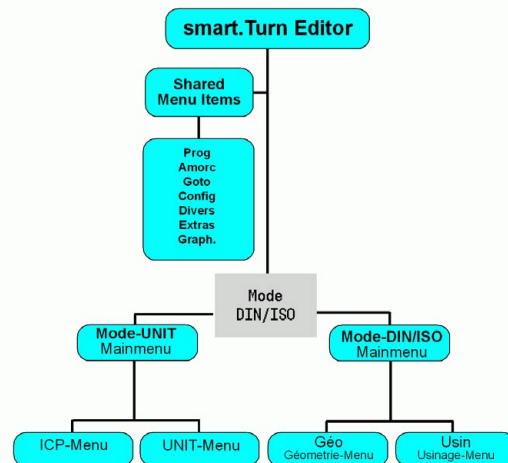 smart.Turn Editor
Shared
Menu Items
Prog
Amorc
Goto
Config
Divers
Extras
Graph.
Mode
DIN/ISO
Mode-UNIT
Mainmenu
Mode-DIN/ISO
Mainmenu
ICP-Menu
UNIT-Menu
Géo
Géometrie-Menu
Usin
Usinage-Menu